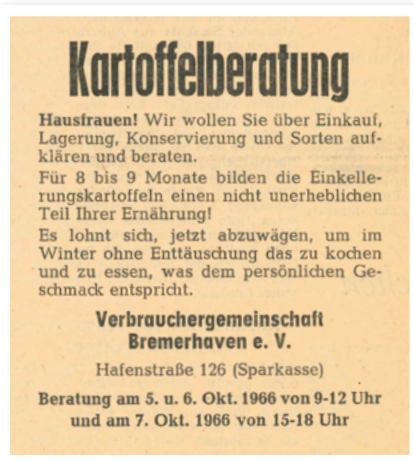 Kartoffelberatung
Hausfrauen! Wir wollen Sie über Einkauf,
Lagerung, Konservierung und Sorten auf-
klären und beraten.
Für 8 bis 9 Monate bilden die Einkelle-
rungskartoffeln einen nicht unerheblichen
Teil Ihrer Ernährung!
Es lohnt sich, jetzt abzuwägen, um im
Winter ohne Enttäuschung das zu kochen
und zu essen, was dem persönlichen Ge-
schmack entspricht.
Verbrauchergemeinschaft
Bremerhaven e. V.
Hafenstraße 126 (Sparkasse)
Beratung am 5. u. 6. Okt. 1966 von 9-12 Uhr
und am 7. Okt. 1966 von 15-18 Uhr